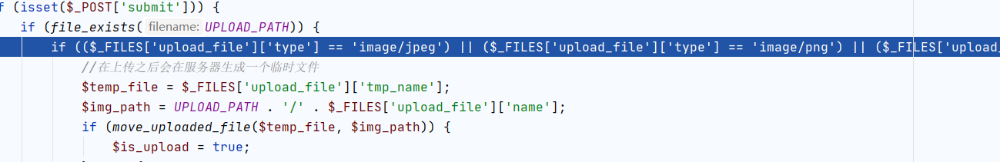 f (isset($_POST['submit'])) {
if (file_exists( filename: UPLOAD_PATH)) {
if (($_FILES['upload_file']['type'] == 'image/jpeg') || ($_FILES['upload_file']['type'] == 'image/png') || ($_FILES['upload_
//在上传之后会在服务器生成一个临时文件
$temp_file = $_FILES['upload_file']['tmp_name'];
$img_path = UPLOAD_PATH . '/' . $_FILES['upload_file']['name'];
if (move_uploaded_file($temp_file, $img_path)) {
$is_upload = true;